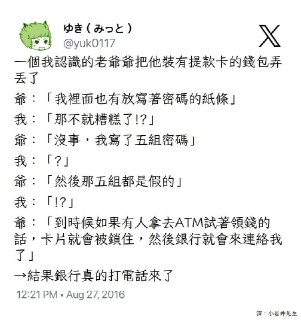 ゆき(みっと)
@yuk0117
X
一個我認識的老爺爺把他裝有提款卡的錢包弄
丟了
爺：「我裡面也有放寫著密碼的紙條」
我：「那不就糟糕了!?」
爺：「沒事，我寫了五組密碼」
我：「?」
爺：「然後那五組都是假的」
我：「!?」
爺：「到時候如果有人拿去ATM試著領錢的
話，卡片就會被鎖住，然後銀行就會來連絡我
了」
→結果銀行真的打電話來了
12:21 PM • Aug 27, 2016
譯：小岩井先生